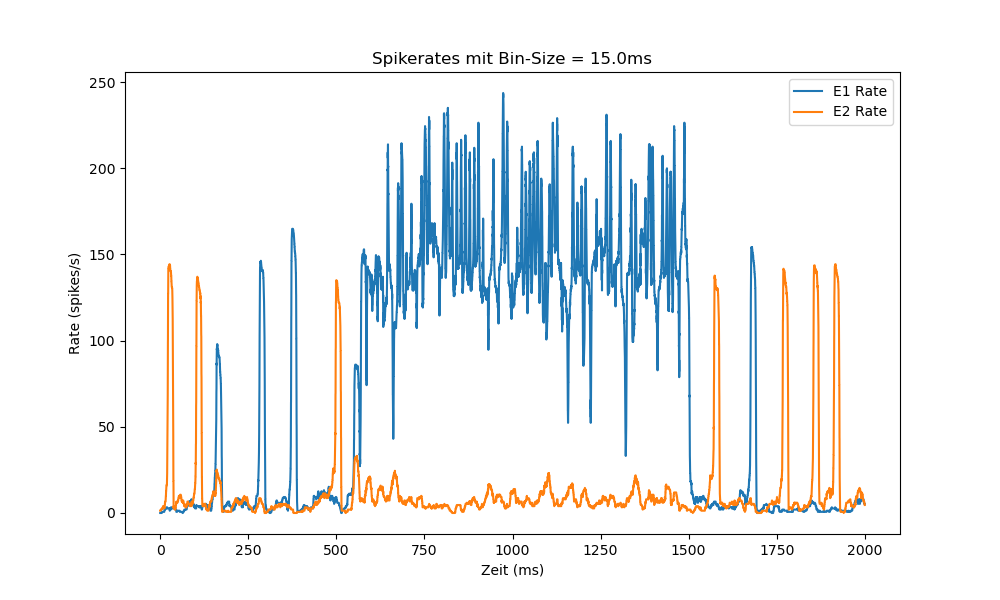 Spikerates mit Bin-Size = 15.0ms
E1 Rate
E2 Rate
Rate (spikes/s)
250
200
150
100
50
0
0 250 500 750 1000 1250 1500 1750 2000
Zeit (ms)